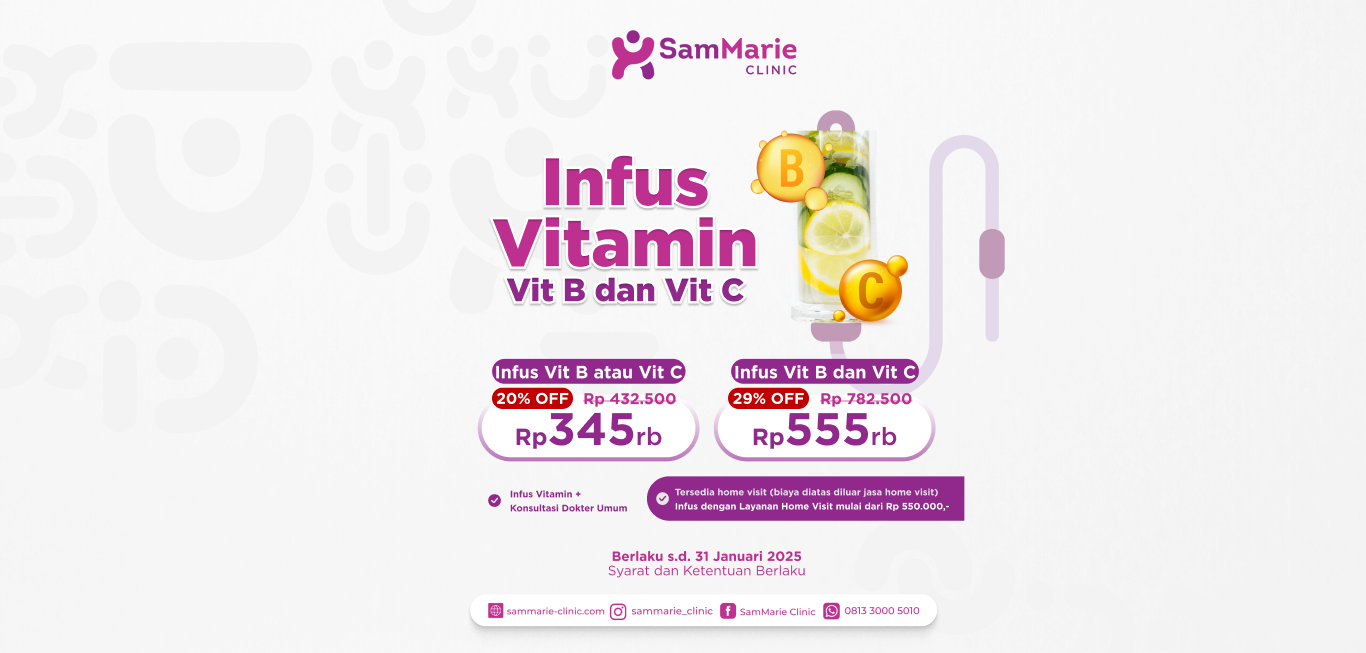 SamMarie
CLINIC
Infus
Vitamin
Vit B dan Vit C
B
C
Infus Vit B atau Vit C
20% OFF Rp 432.500
Rp345rb
Infus Vit B dan Vit C
29% OFF Rp 782.500
Rp555rb
Infus Vitamin +
Konsultasi Dokter Umum
Tersedia home visit (biaya diatas diluar jasa home visit)
Infus dengan Layanan Home Visit mulai dari Rp 550.000,-
Berlaku s.d. 31 Januari 2025
Syarat dan Ketentuan Berlaku
sammarie-clinic.com sammarie_clinic SamMarie Clinic 0813 3000 5010